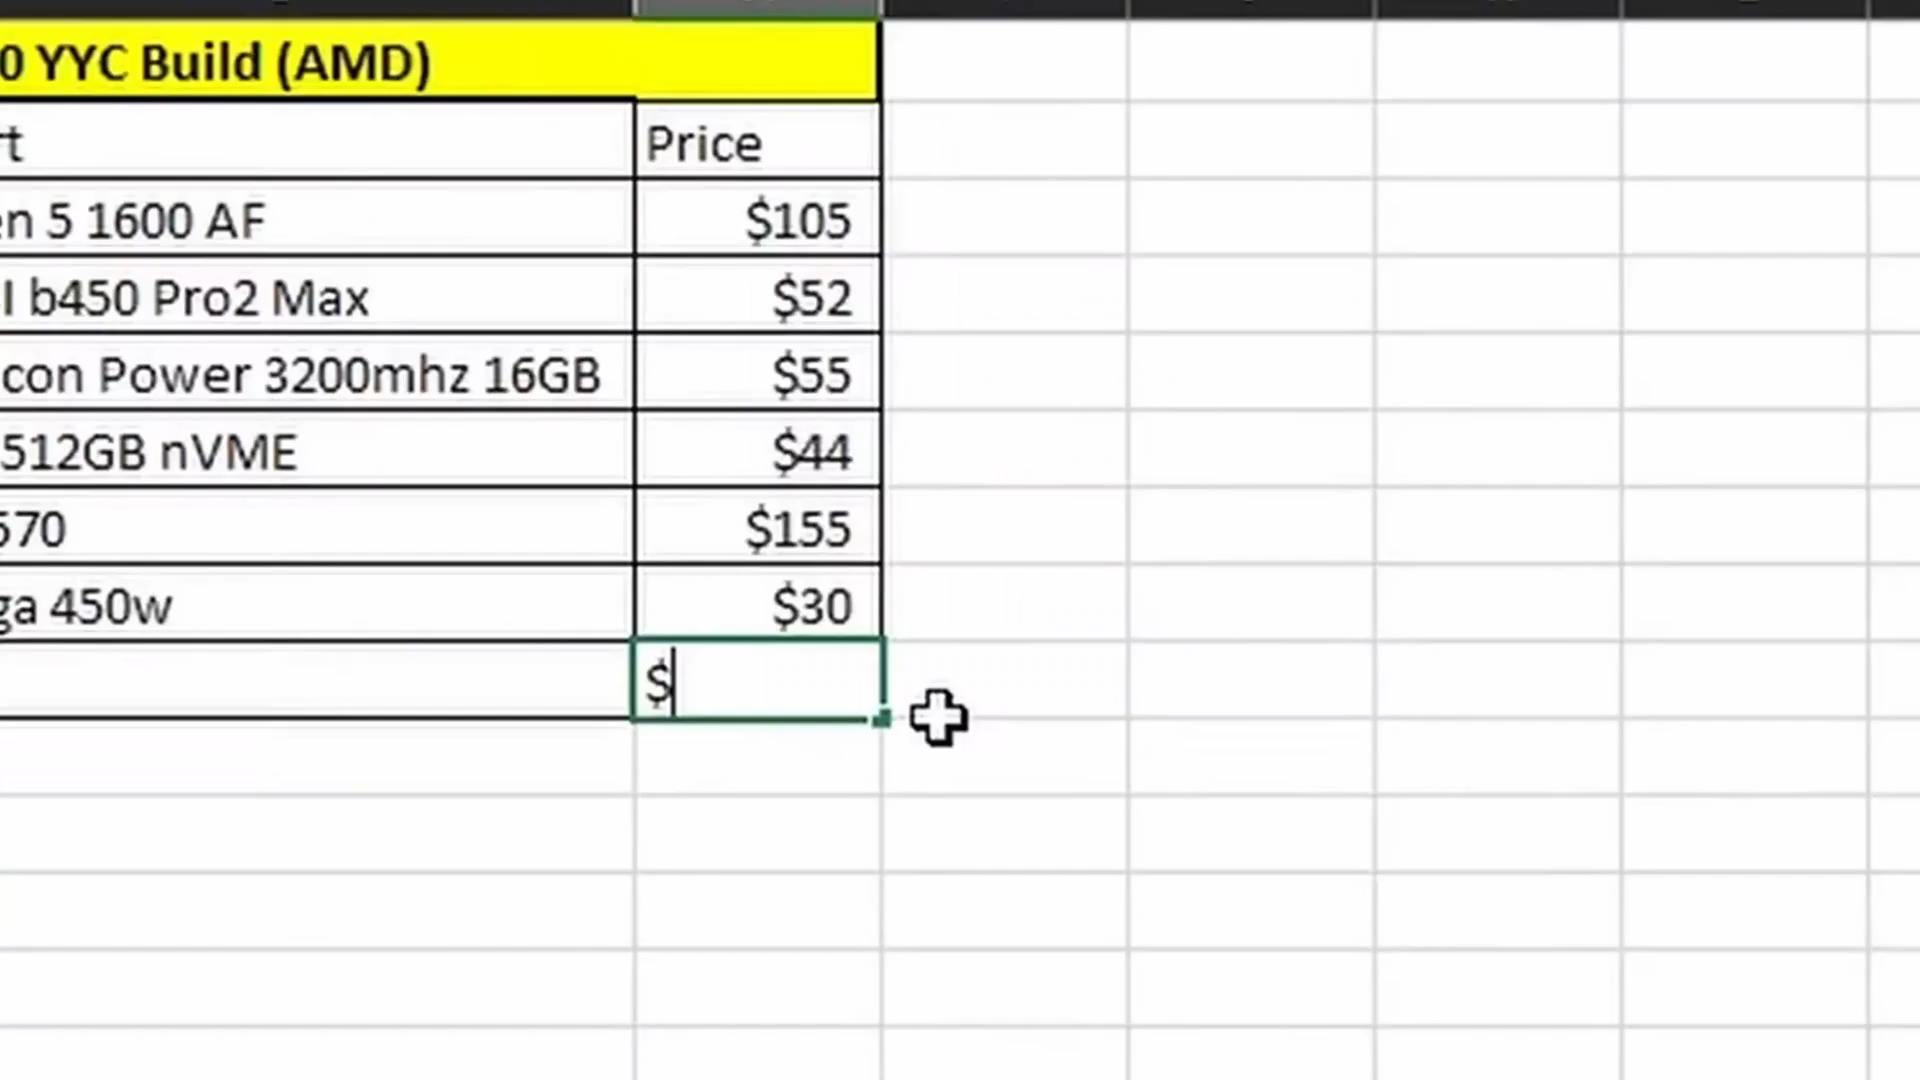 0 YYC Build (AMD)
rt Price
en 5 1600 AF $105
I b450 Pro2 Max $52
con Power 3200mhz 16GB $55
512GB nVME $44
570 $155
ga 450w $30
$